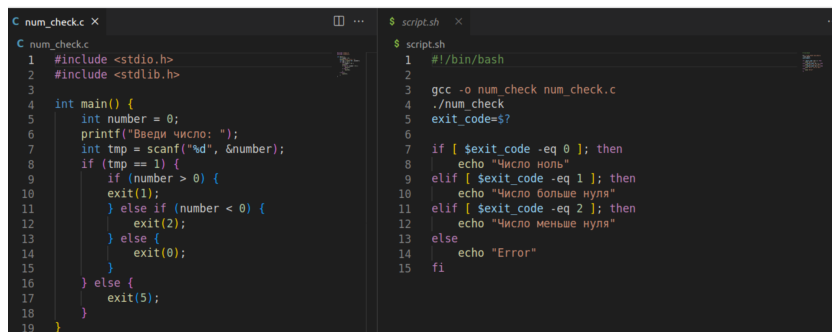 num_check.c
num_check.c
1 #include <stdio.h>
2 #include <stdlib.h>
3
4 int main() {
5     int number = 0;
6     printf("Введи число: ");
7     int tmp = scanf("%d", &number);
8     if (tmp == 1) {
9         if (number > 0) {
10         exit(1);
11         } else if (number < 0) {
12             exit(2);
13         } else {
14             exit(0);
15         }
16     } else {
17         exit(5);
18     }
19 }
script.sh
script.sh
1 #!/bin/bash
2
3 gcc -o num_check num_check.c
4 ./num_check
5 exit_code=$?
6
7 if [ $exit_code -eq 0 ]; then
8     echo "Число ноль"
9 elif [ $exit_code -eq 1 ]; then
10     echo "Число больше нуля"
11 elif [ $exit_code -eq 2 ]; then
12     echo "Число меньше нуля"
13 else
14     echo "Error"
15 fi